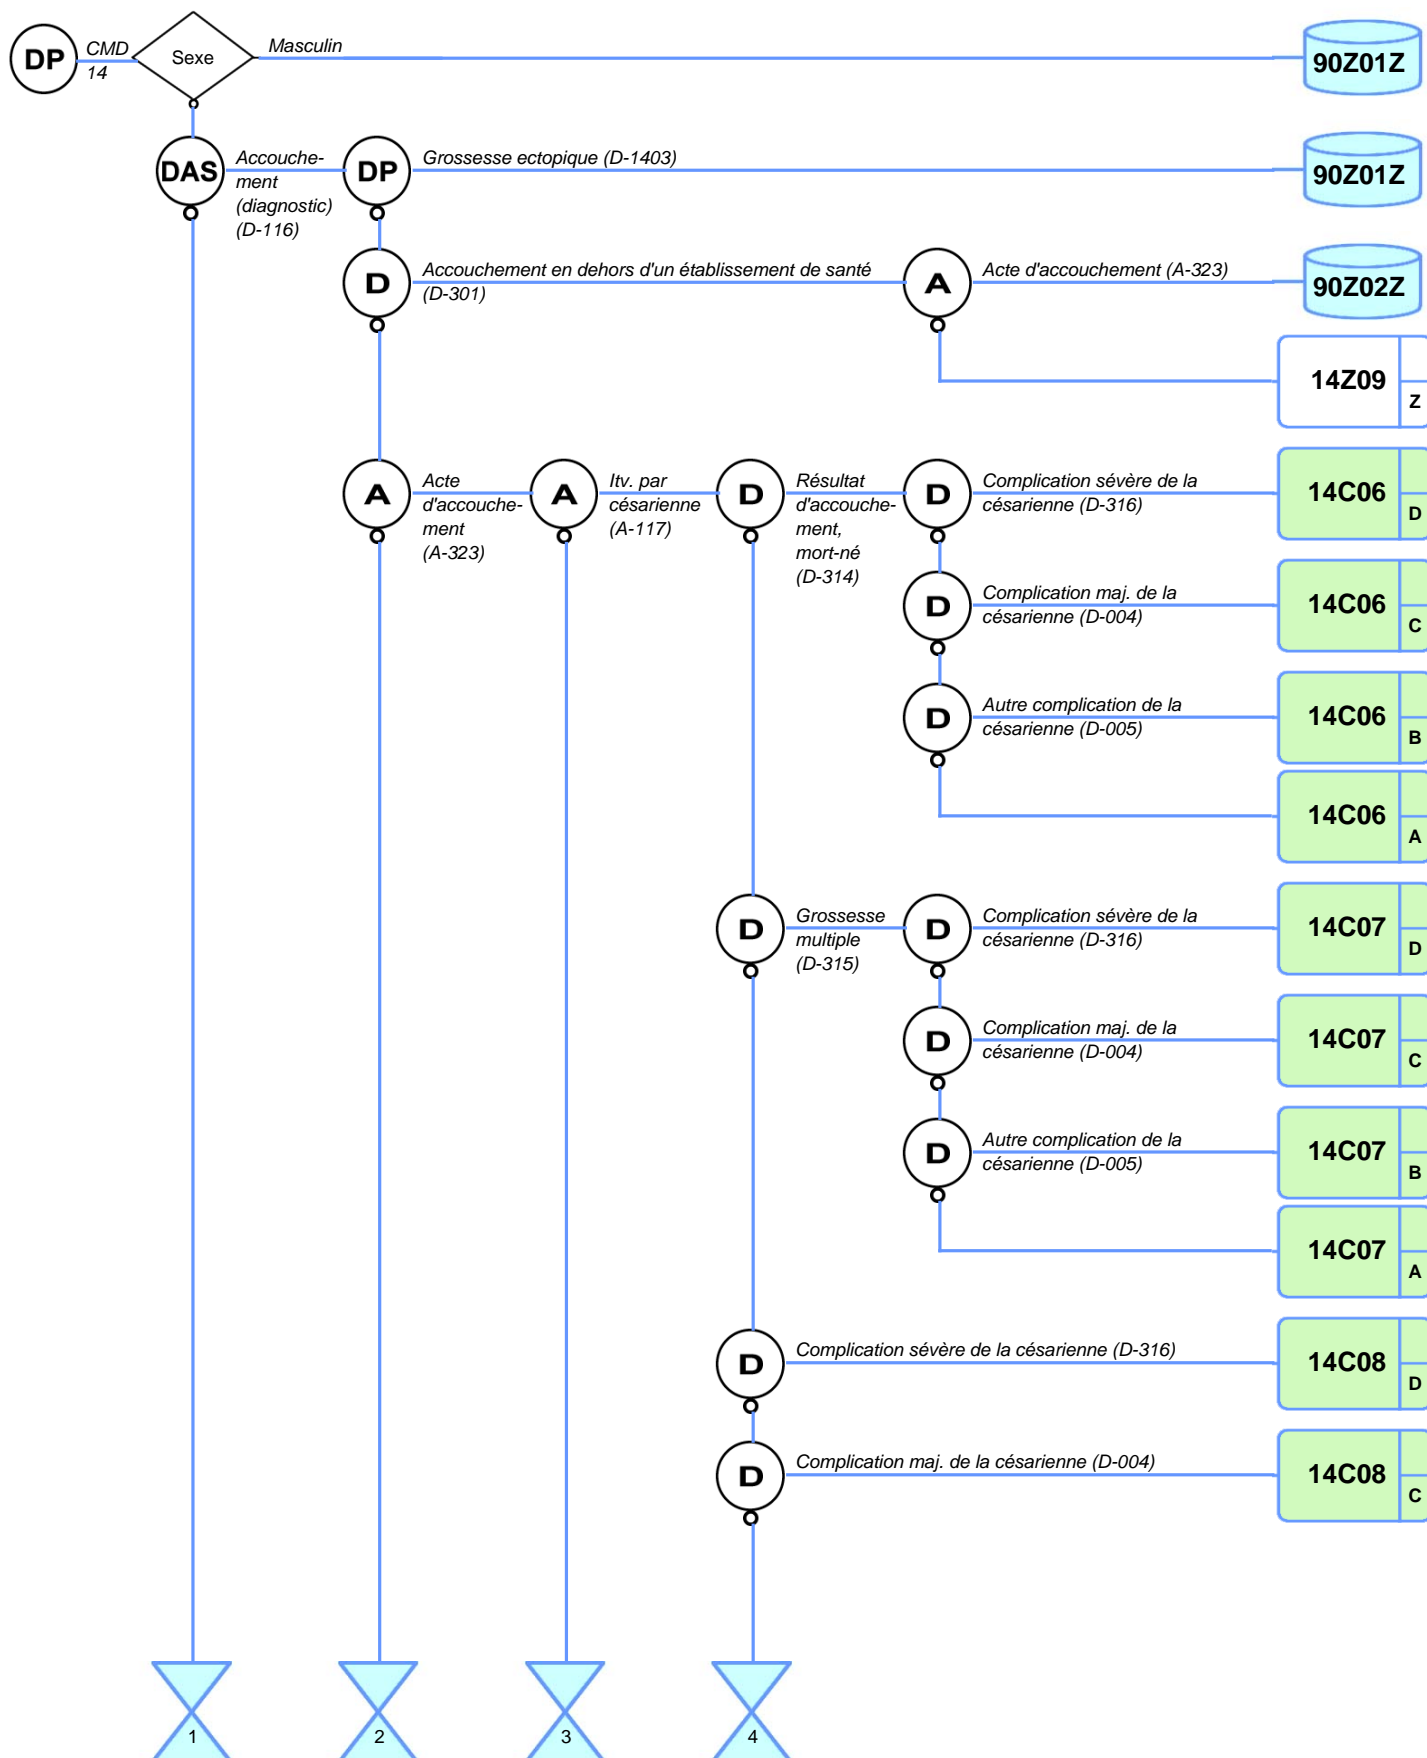 DP
CMD
14
Sexe
Masculin
90Z01Z
DAS
Accouche-
ment
(diagnostic)
(D-116)
DP
Grossesse ectopique (D-1403)
90Z01Z
D
Accouchement en dehors d'un établissement de santé
(D-301)
A
Acte d'accouchement (A-323)
90Z02Z
14Z09
Z
A
Acte
d'accouche-
ment
(A-323)
A
Itv. par
césarienne
(A-117)
D
Résultat
d'accouche-
ment,
mort-né
(D-314)
D
Complication sévère de la
césarienne (D-316)
14C06
D
D
Complication maj. de la
césarienne (D-004)
14C06
C
D
Autre complication de la
césarienne (D-005)
14C06
B
14C06
A
D
Grossesse
multiple
(D-315)
D
Complication sévère de la
césarienne (D-316)
14C07
D
D
Complication maj. de la
césarienne (D-004)
14C07
C
D
Autre complication de la
césarienne (D-005)
14C07
B
14C07
A
D
Complication sévère de la césarienne (D-316)
14C08
D
D
Complication maj. de la césarienne (D-004)
14C08
C
1
2
3
4